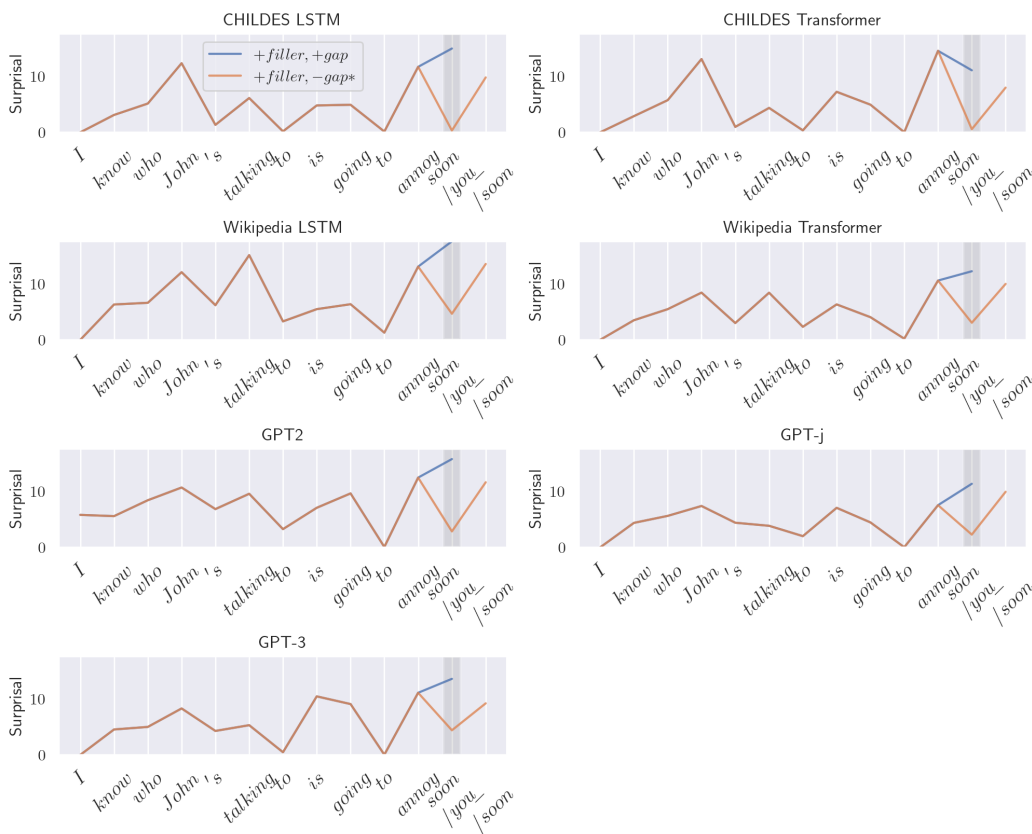 CHILDES LSTM
Surprisal
10
0
+filler, +gap
+filler, −gap*
I know who John 's talking to is going to annoy soon /you_ /soon
CHILDES Transformer
Surprisal
10
0
I know who John 's talking to is going to annoy soon /you_ /soon
Wikipedia LSTM
Surprisal
10
0
I know who John 's talking to is going to annoy soon /you_ /soon
Wikipedia Transformer
Surprisal
10
0
I know who John 's talking to is going to annoy soon /you_ /soon
GPT2
Surprisal
10
0
I know who John 's talking to is going to annoy soon /you_ /soon
GPT-j
Surprisal
10
0
I know who John 's talking to is going to annoy soon /you_ /soon
GPT-3
Surprisal
10
0
I know who John 's talking to is going to annoy soon /you_ /soon